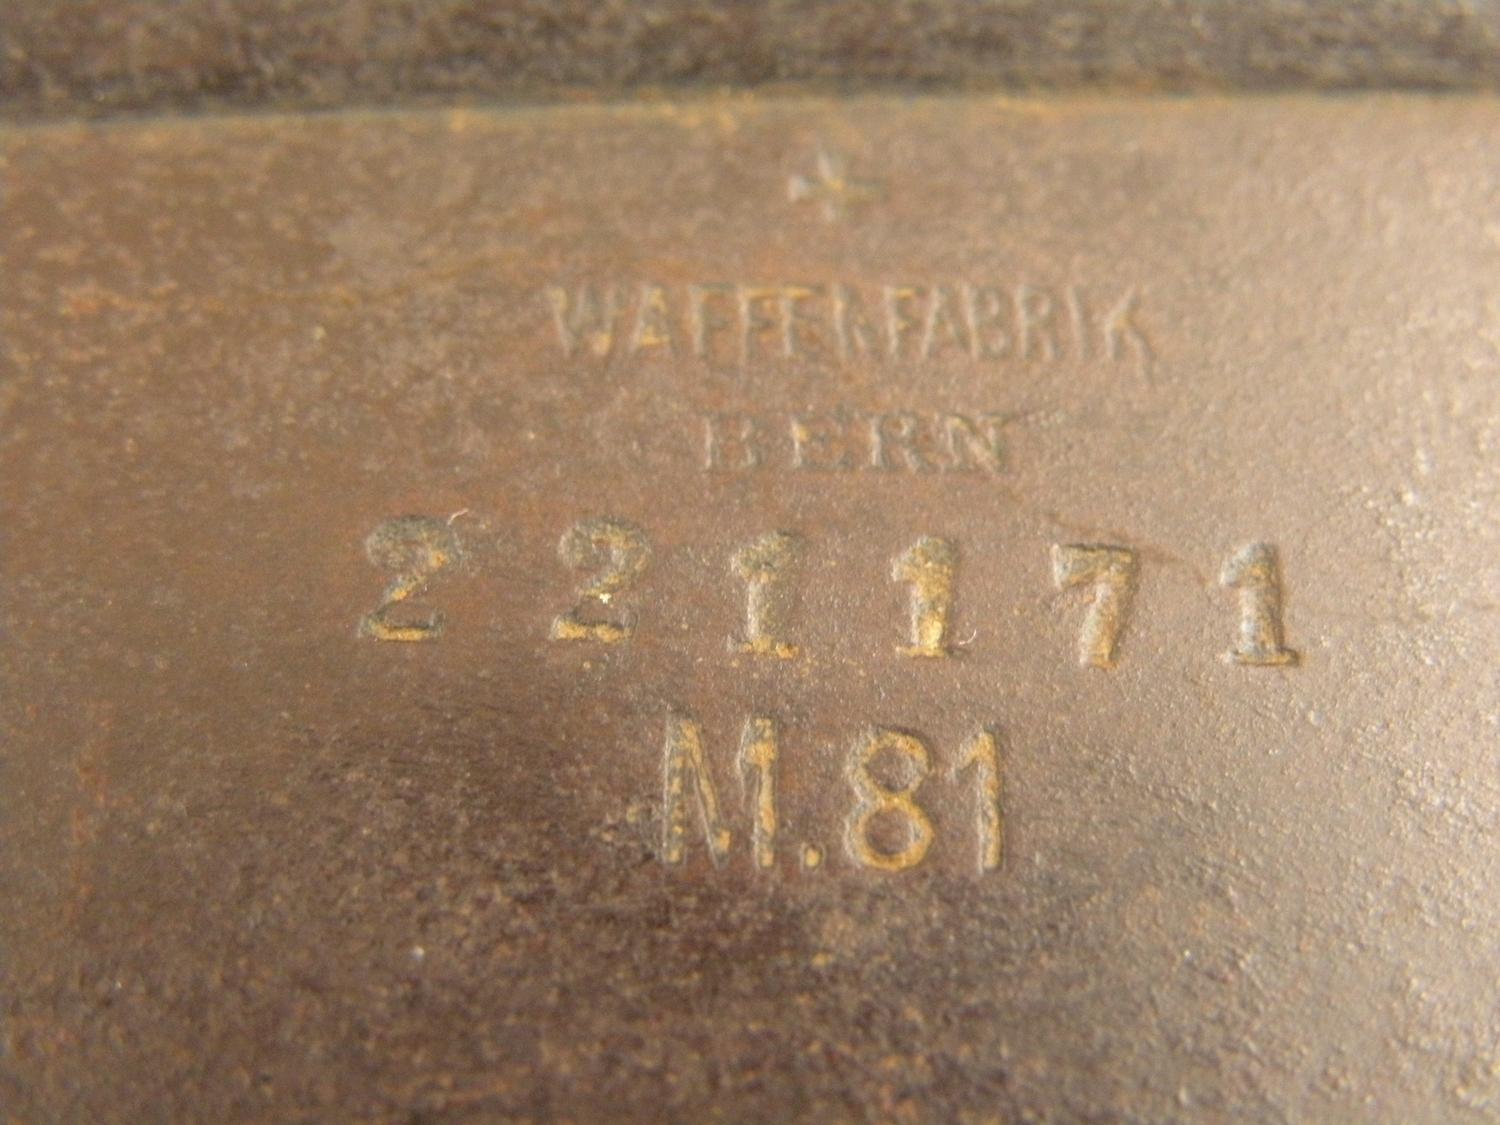 WAFFENFABRIK
BERN
221171
M.81